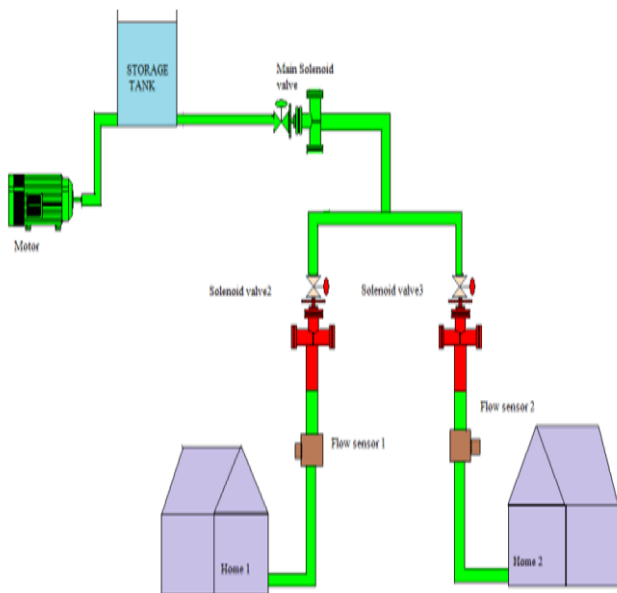 STORAGE
TANK
Main Solenoid
valve
Motor
Solenoid valve2
Solenoid valve3
Flow sensor 2
Flow sensor 1
Home 1
Home 2